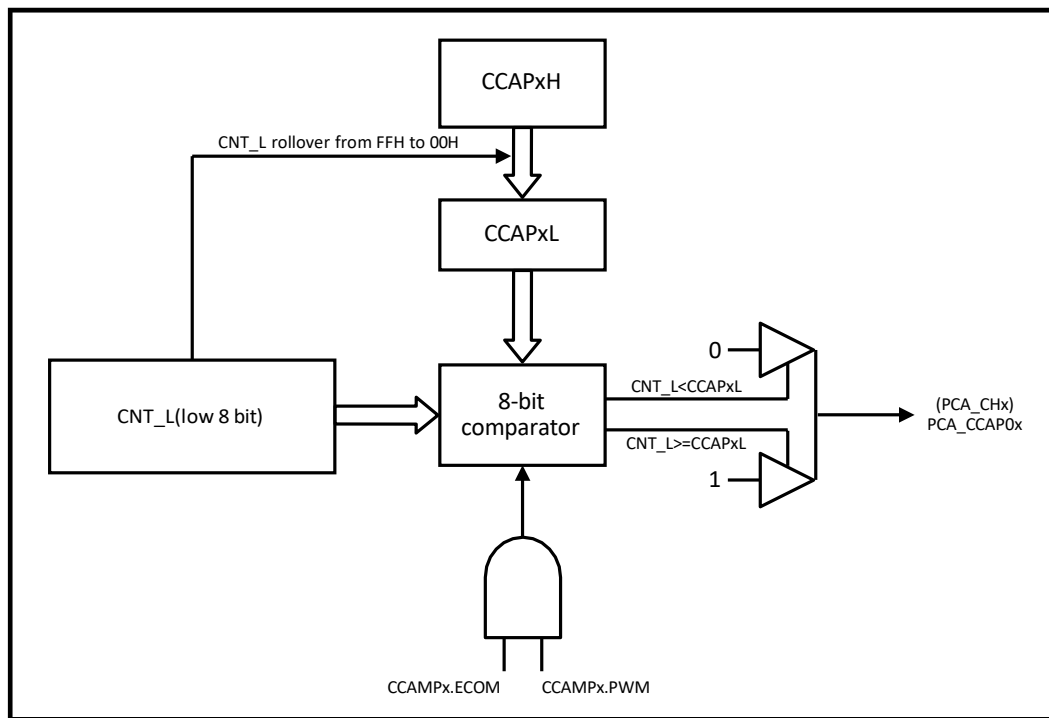 CCAPxH
CNT_L rollover from FFH to 00H
CCAPxL
0
CNT_L(low 8 bit)
8-bit
comparator
CNT_L<CCAPxL
CNT_L>=CCAPxL
(PCA_CHx)
PCA_CCAP0x
1
CCAMPx.ECOM
CCAMPx.PWM